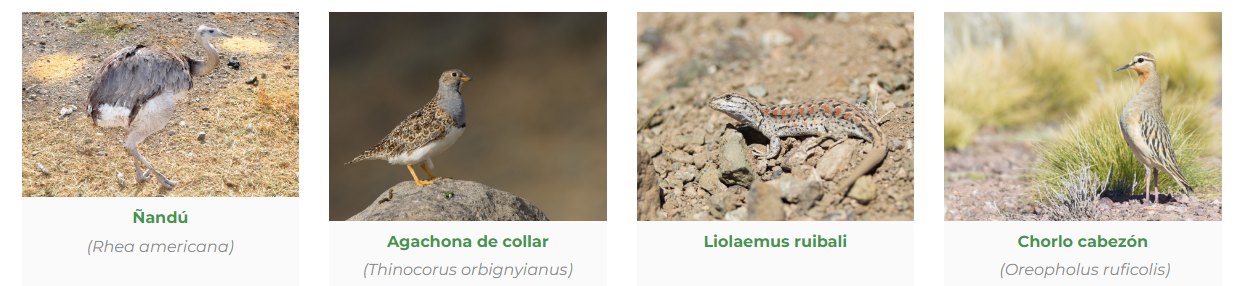 Ñandú
(Rhea americana)
Agachona de collar
(Thinocorus orbignyianus)
Liolaemus ruibali
Chorlo cabezón
(Oreopholus ruficolis)